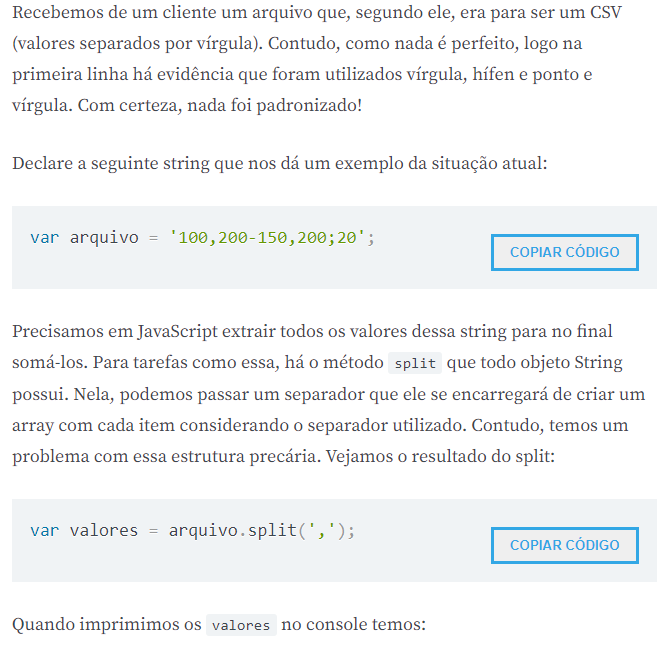 Recebemos de um cliente um arquivo que, segundo ele, era para ser um CSV
(valores separados por vírgula). Contudo, como nada é perfeito, logo na
primeira linha há evidência que foram utilizados vírgula, hífen e ponto e
vírgula. Com certeza, nada foi padronizado!
Declare a seguinte string que nos dá um exemplo da situação atual:
var arquivo = '100,200-150,200;20';
COPIAR CÓDIGO
Precisamos em JavaScript extrair todos os valores dessa string para no final
somá-los. Para tarefas como essa, há o método split que todo objeto String
possui. Nela, podemos passar um separador que ele se encarregará de criar um
array com cada item considerando o separador utilizado. Contudo, temos um
problema com essa estrutura precária. Vejamos o resultado do split:
var valores = arquivo.split(',');
COPIAR CÓDIGO
Quando imprimimos os valores no console temos: